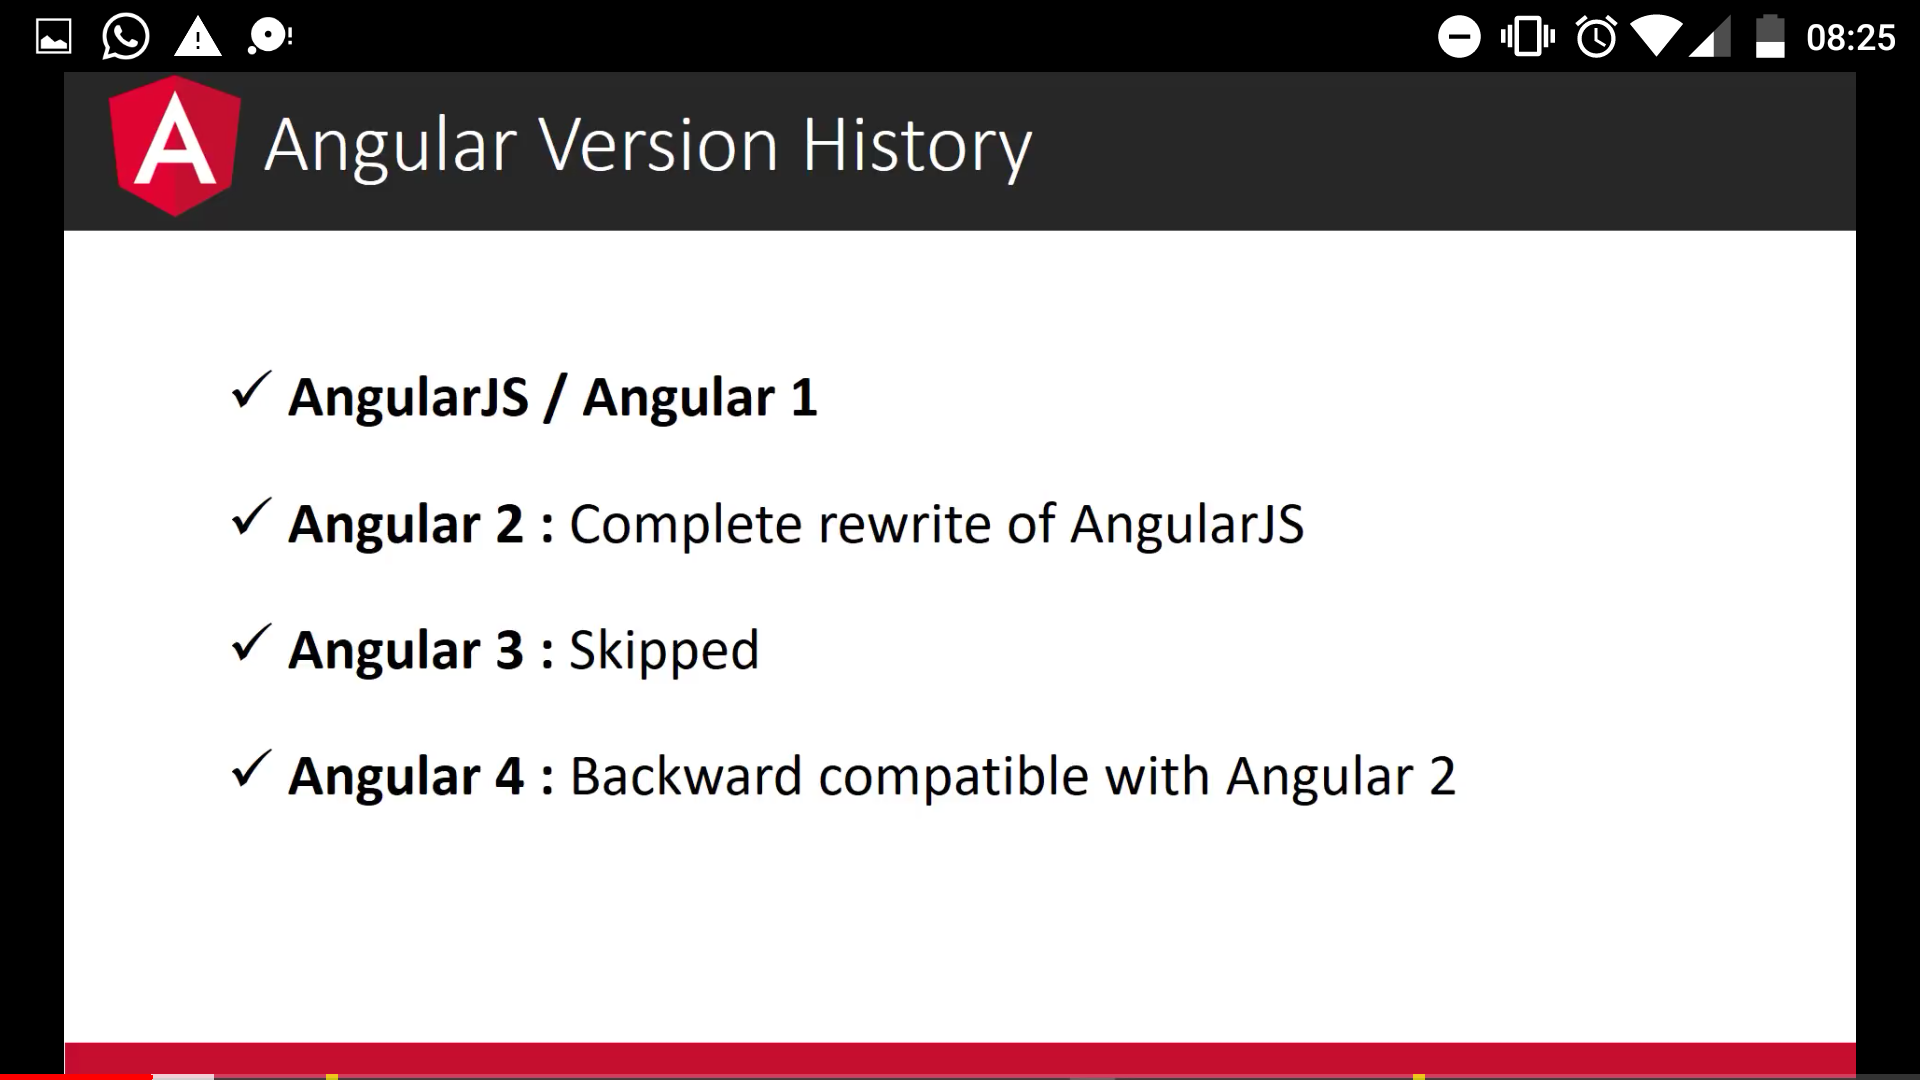 08:25
A Angular Version History
✓ AngularJS / Angular 1
✓ Angular 2 : Complete rewrite of AngularJS
✓ Angular 3 : Skipped
✓ Angular 4 : Backward compatible with Angular 2